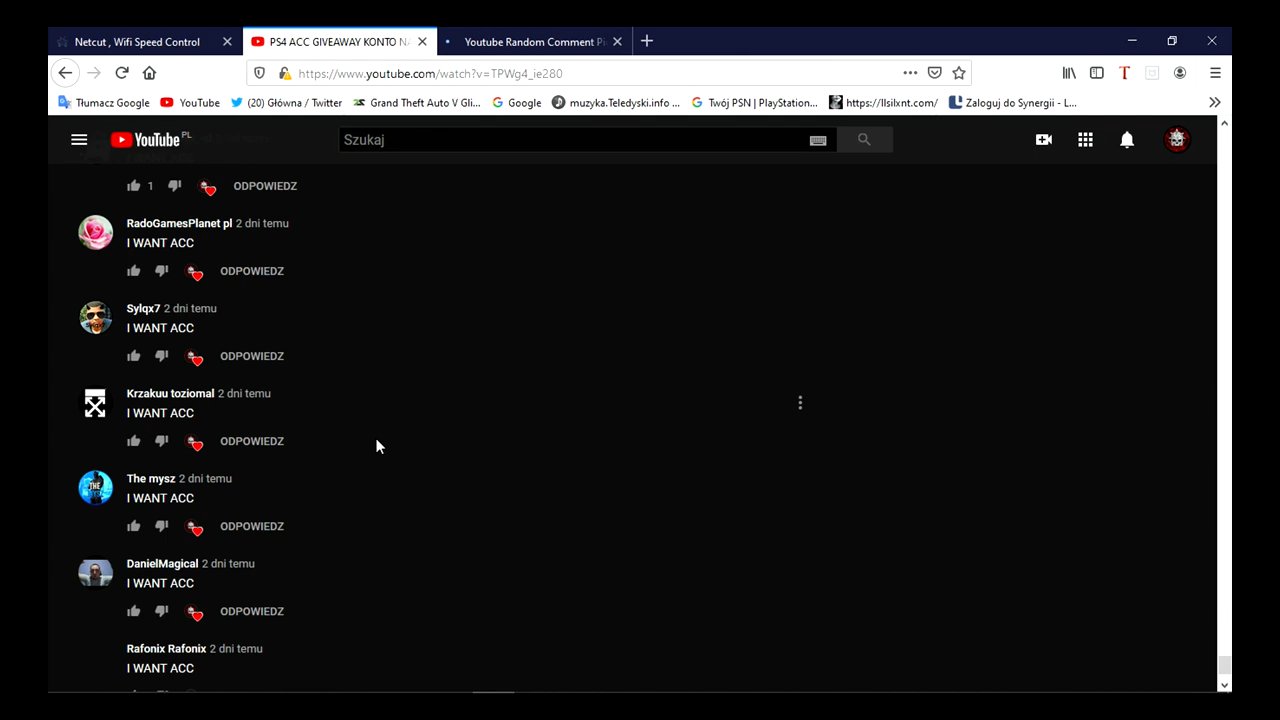 Netcut , Wifi Speed Control
PS4 ACC GIVEAWAY KONTO N
Youtube Random Comment
https://www.youtube.com/watch?v=TPWg4_ie280
Tłumacz Google
YouTube
(20) Główna / Twitter
Grand Theft Auto V Gli...
Google
muzyka.Teledyski.info ...
Twój PSN | PlayStation...
https://llsilxnt.com/
Zaloguj do Synergii - L...
YouTube PL
Szukaj
1 ODPOWIEDZ
RadoGamesPlanet pl 2 dni temu
I WANT ACC
ODPOWIEDZ
Sylqx7 2 dni temu
I WANT ACC
ODPOWIEDZ
Krzakuu toziomal 2 dni temu
I WANT ACC
ODPOWIEDZ
The mysz 2 dni temu
I WANT ACC
ODPOWIEDZ
DanielMagical 2 dni temu
I WANT ACC
ODPOWIEDZ
Rafonix Rafonix 2 dni temu
I WANT ACC